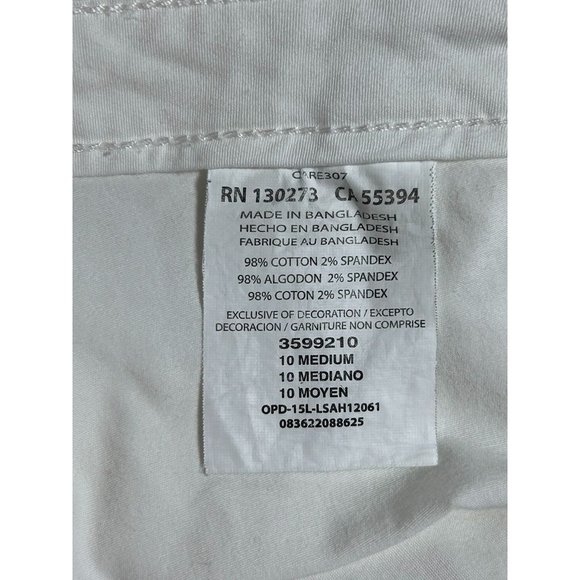 CARE307
RN 130273 CA 55394
MADE IN BANGLADESH
HECHO EN BANGLADESH
FABRIQUE AU BANGLADESH
98% COTTON 2% SPANDEX
98% ALGODON 2% SPANDEX
98% COTON 2% SPANDEX
EXCLUSIVE OF DECORATION / EXCEPTO
DECORACION / GARNITURE NON COMPRISE
3599210
10 MEDIUM
10 MEDIANO
10 MOYEN
OPD-15L-LSAH12061
083622088625